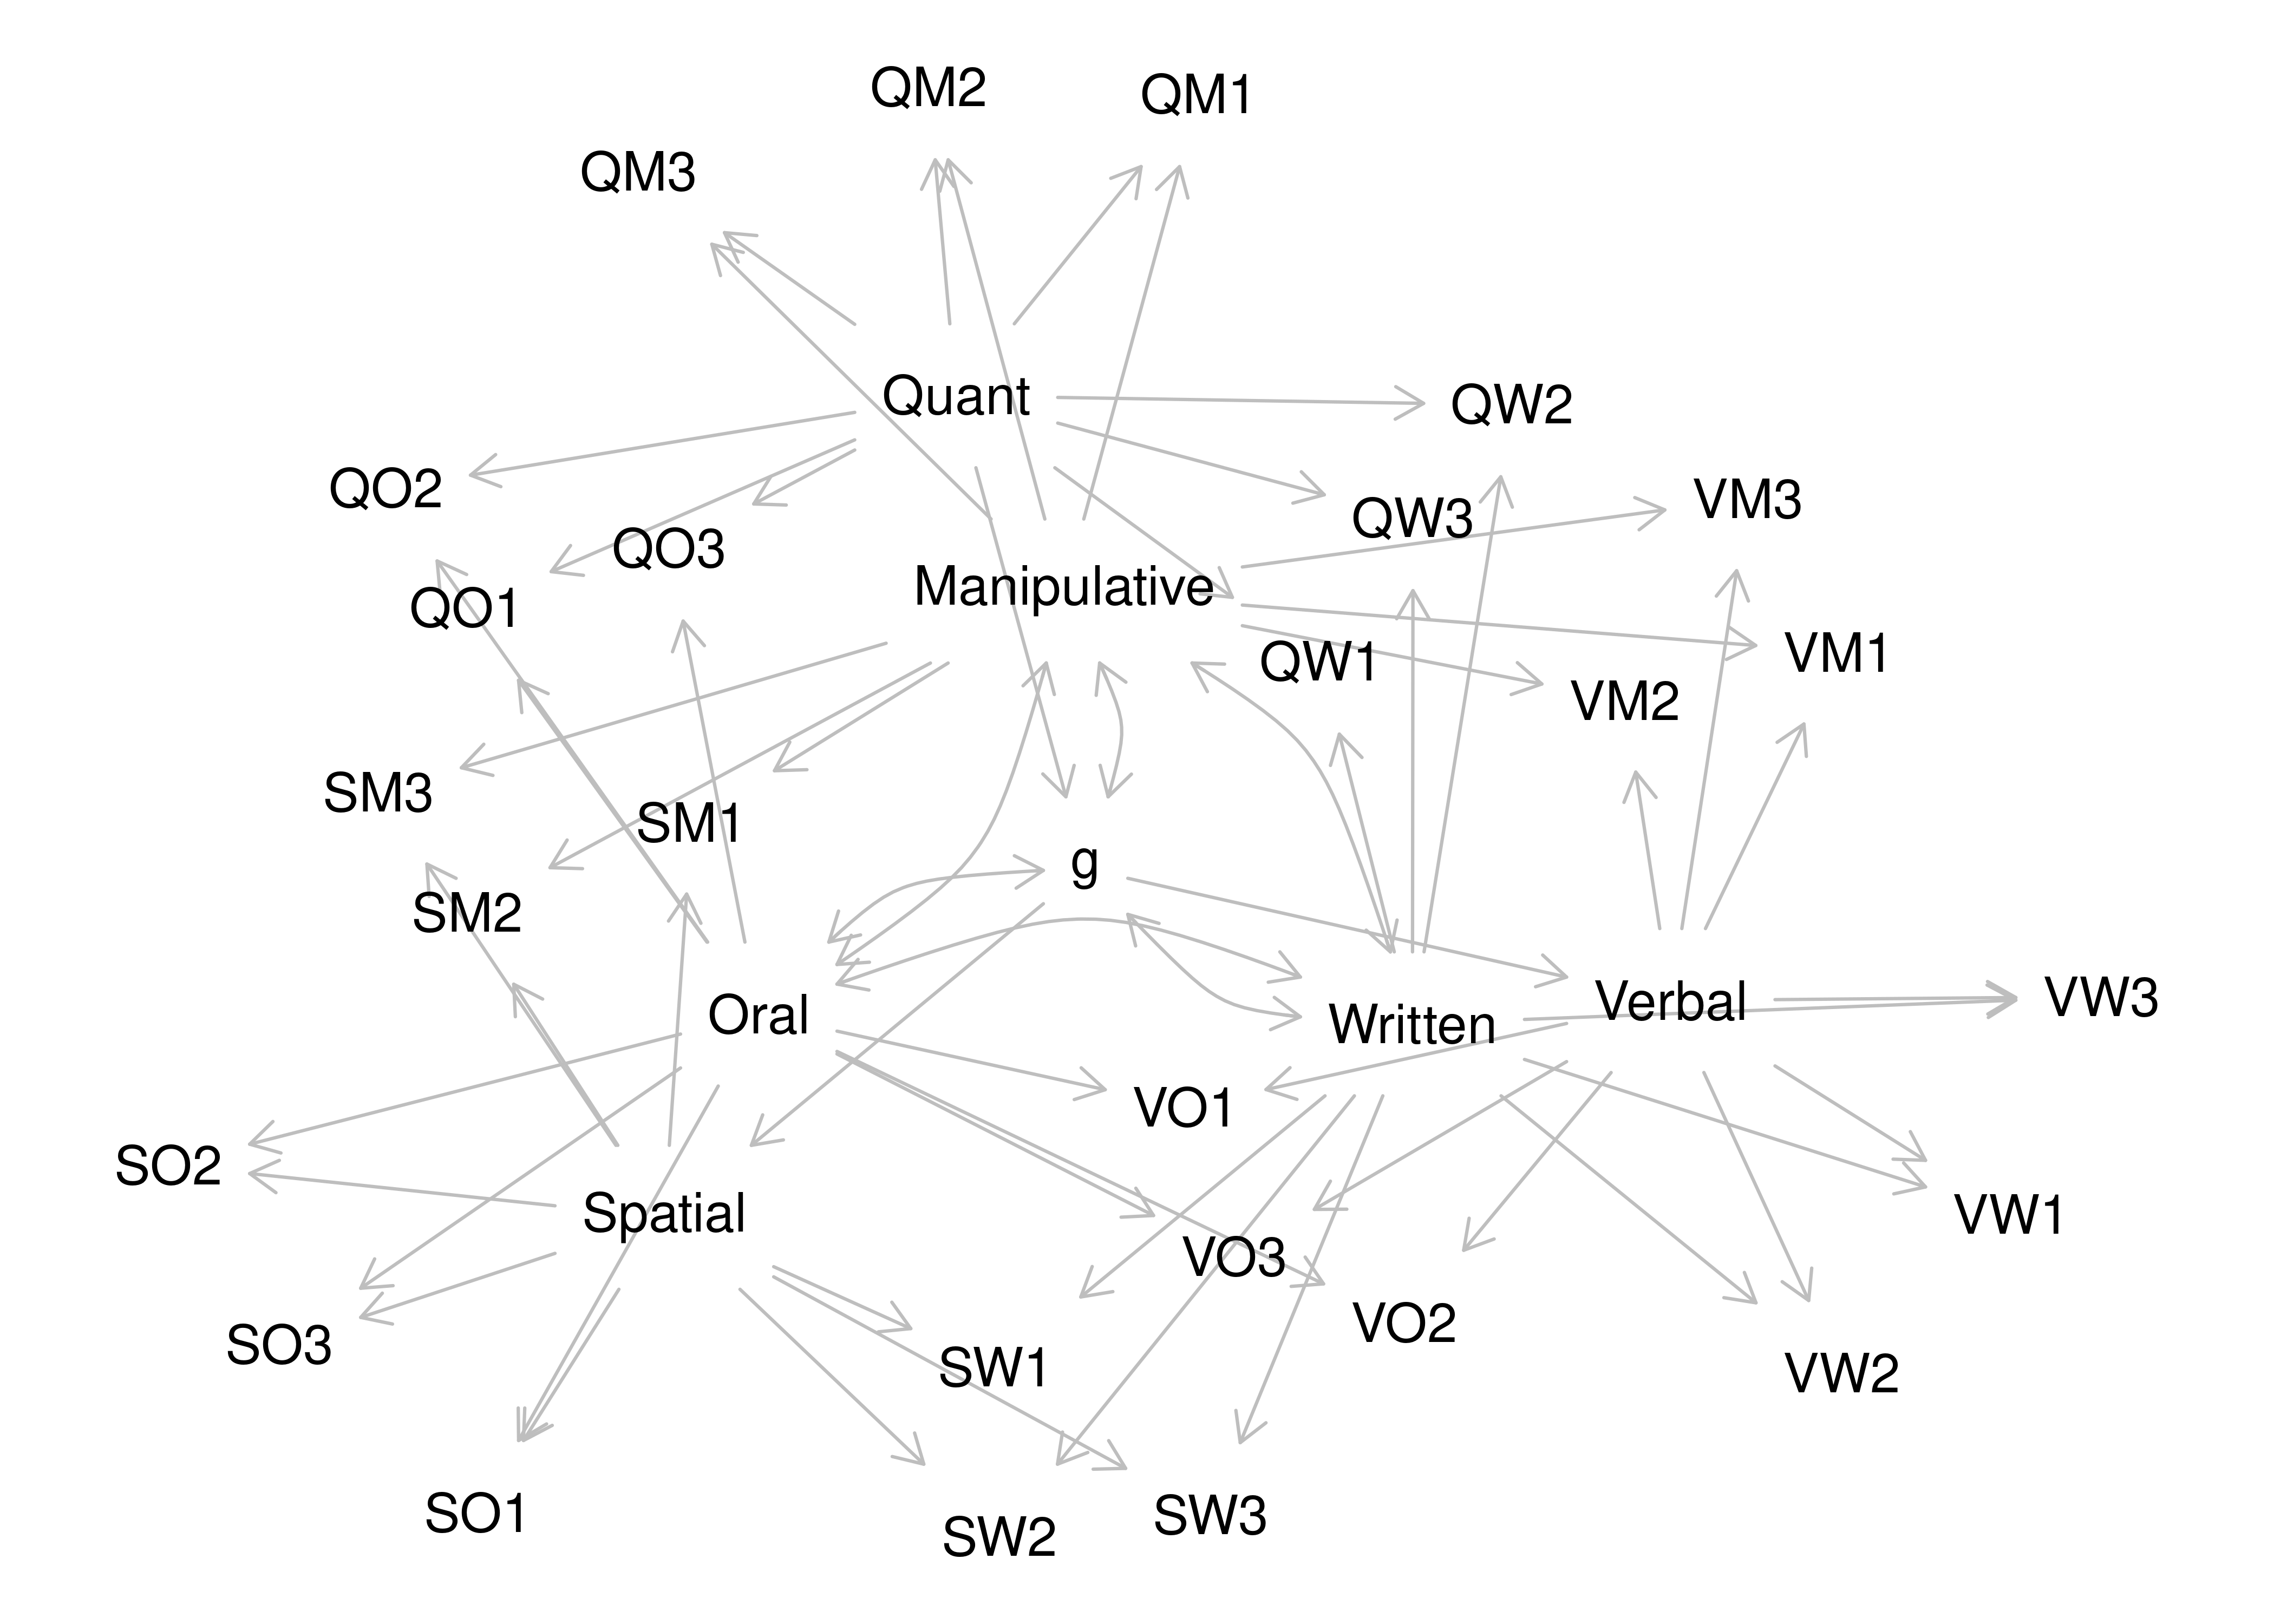 QM2
QM1
QM3
Quant
QW2
QO2
VM3
QW3
QO3
Manipulative
QO1
VM1
QW1
VM2
SM3
SM1
g
SM2
VW3
Verbal
Oral
Written
VO1
SO2
Spatial
VW1
VO3
VO2
SO3
SW1
VW2
SO1
SW3
SW2